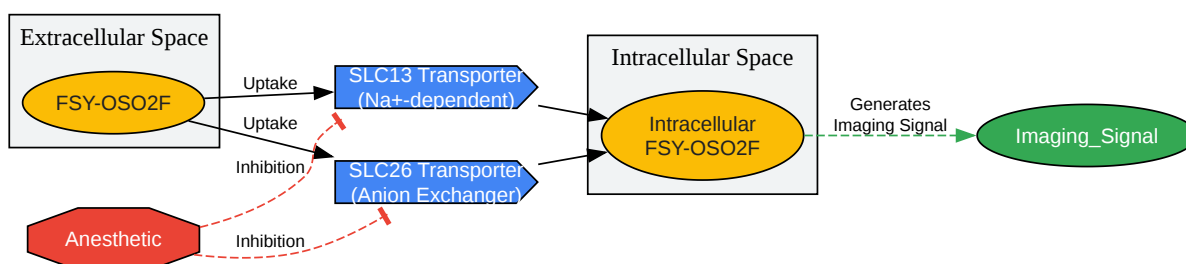 Extracellular Space
FSY-OSO2F
Uptake
Uptake
Inhibition
Inhibition
Anesthetic
SLC13 Transporter
(Na+-dependent)
SLC26 Transporter
(Anion Exchanger)
Intracellular Space
Intracellular
FSY-OSO2F
Generates
Imaging Signal
Imaging_Signal